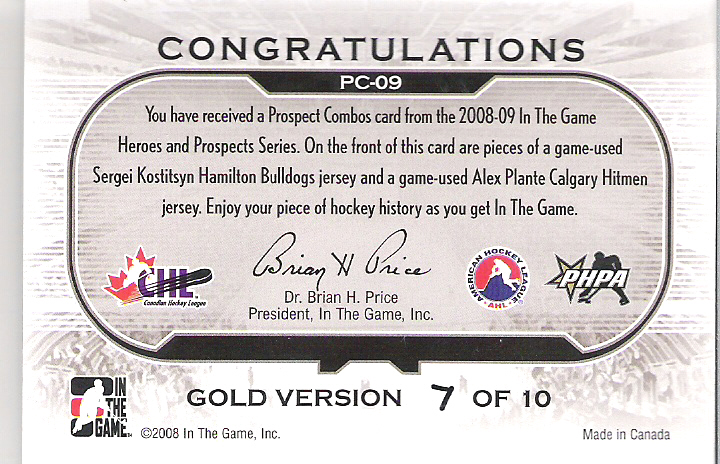 CONGRATULATIONS
PC-09
You have received a Prospect Combos card from the 2008-09 In The Game
Heroes and Prospects Series. On the front of this card are pieces of a game-used
Sergei Kostitsyn Hamilton Bulldogs jersey and a game-used Alex Plante Calgary Hitmen
jersey. Enjoy your piece of hockey history as you get In The Game.
Brian H Price
Dr. Brian H. Price
President, In The Game, Inc.
CHL
Canadian Hockey League
AMERICAN HOCKEY LEAGUE
AHL
PHPA
GOLD VERSION 7 OF 10
IN
THE
GAME
©2008 In The Game, Inc.
Made in Canada